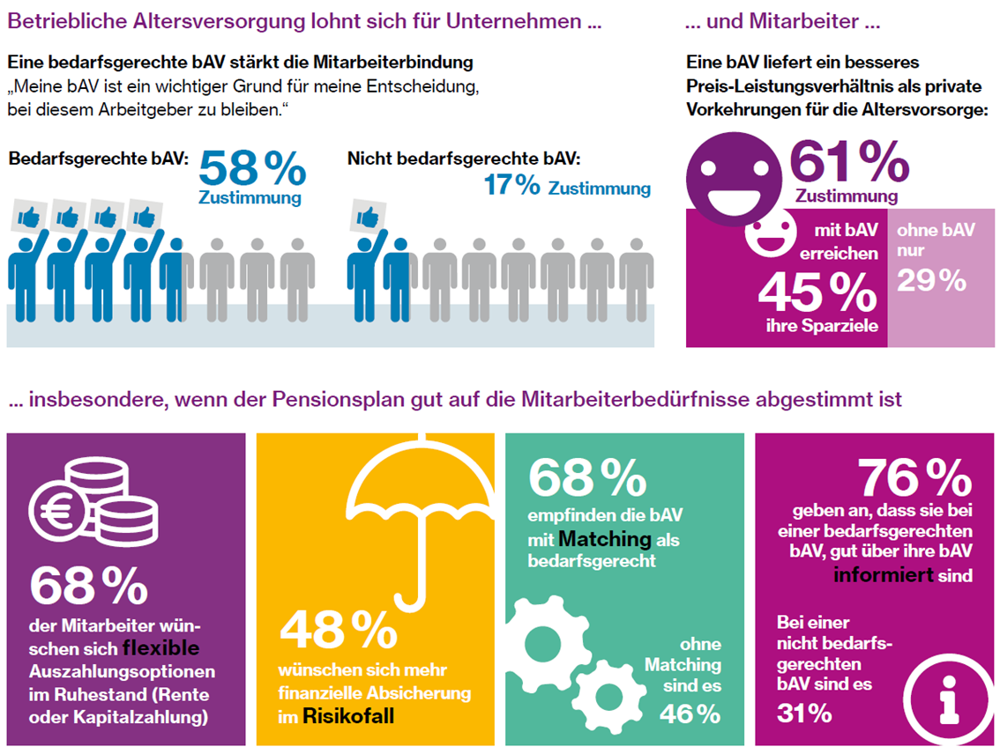 Betriebliche Altersversorgung lohnt sich für Unternehmen ...
Eine bedarfsgerechte bAV stärkt die Mitarbeiterbindung
„Meine bAV ist ein wichtiger Grund für meine Entscheidung,
bei diesem Arbeitgeber zu bleiben.“
Bedarfsgerechte bAV:
58 %
Zustimmung
Nicht bedarfsgerechte bAV:
17 % Zustimmung
... und Mitarbeiter ...
Eine bAV liefert ein besseres
Preis-Leistungsverhältnis als private
Vorkehrungen für die Altersvorsorge:
61 %
Zustimmung
mit bAV
erreichen
45 %
ihre Sparziele
ohne bAV
nur
29 %
... insbesondere, wenn der Pensionsplan gut auf die Mitarbeiterbedürfnisse abgestimmt ist
€
68 %
der Mitarbeiter wün-
schen sich flexible
Auszahlungsoptionen
im Ruhestand (Rente
oder Kapitalzahlung)
48 %
wünschen sich mehr
finanzielle Absicherung
im Risikofall
68 %
empfinden die bAV
mit Matching als
bedarfsgerecht
ohne
Matching
sind es
46 %
76 %
geben an, dass sie bei
einer bedarfsgerechten
bAV, gut über ihre bAV
informiert sind
Bei einer
nicht bedarfs-
gerechten
bAV sind es
31 %
i